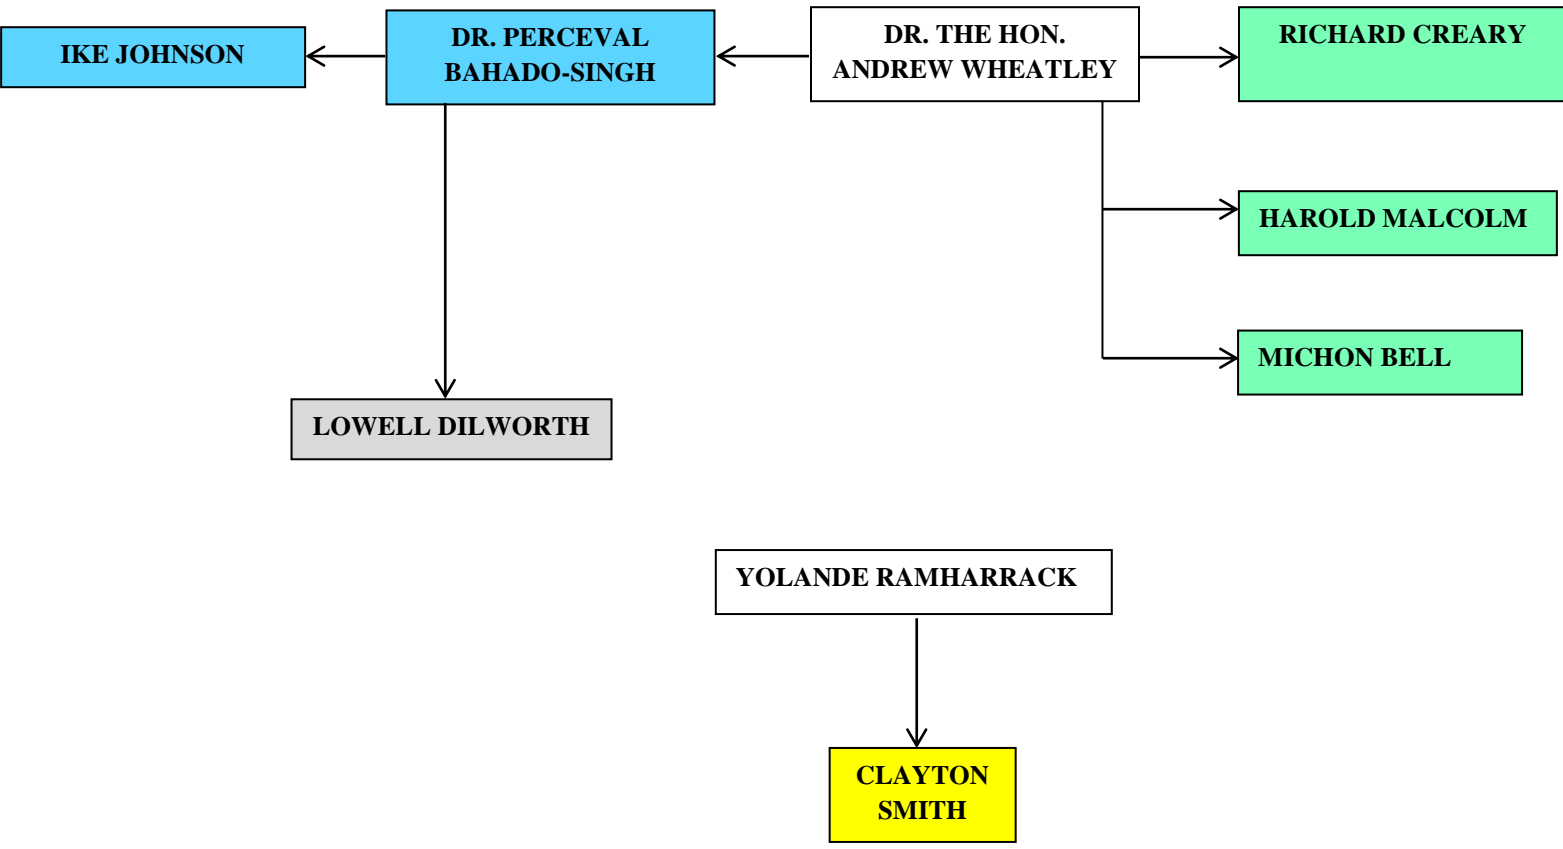 IKE JOHNSON
DR. PERCEVAL
BAHADO-SINGH
DR. THE HON.
ANDREW WHEATLEY
RICHARD CREARY
HAROLD MALCOLM
MICHON BELL
LOWELL DILWORTH
YOLANDE RAMHARRACK
CLAYTON
SMITH